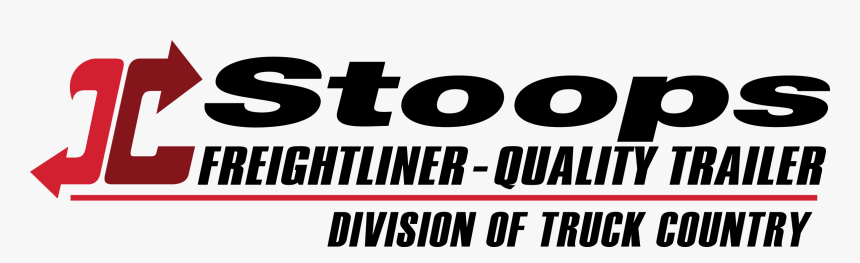 Stoops
FREIGHTLINER-QUALITY TRAILER
DIVISION OF TRUCK COUNTRY